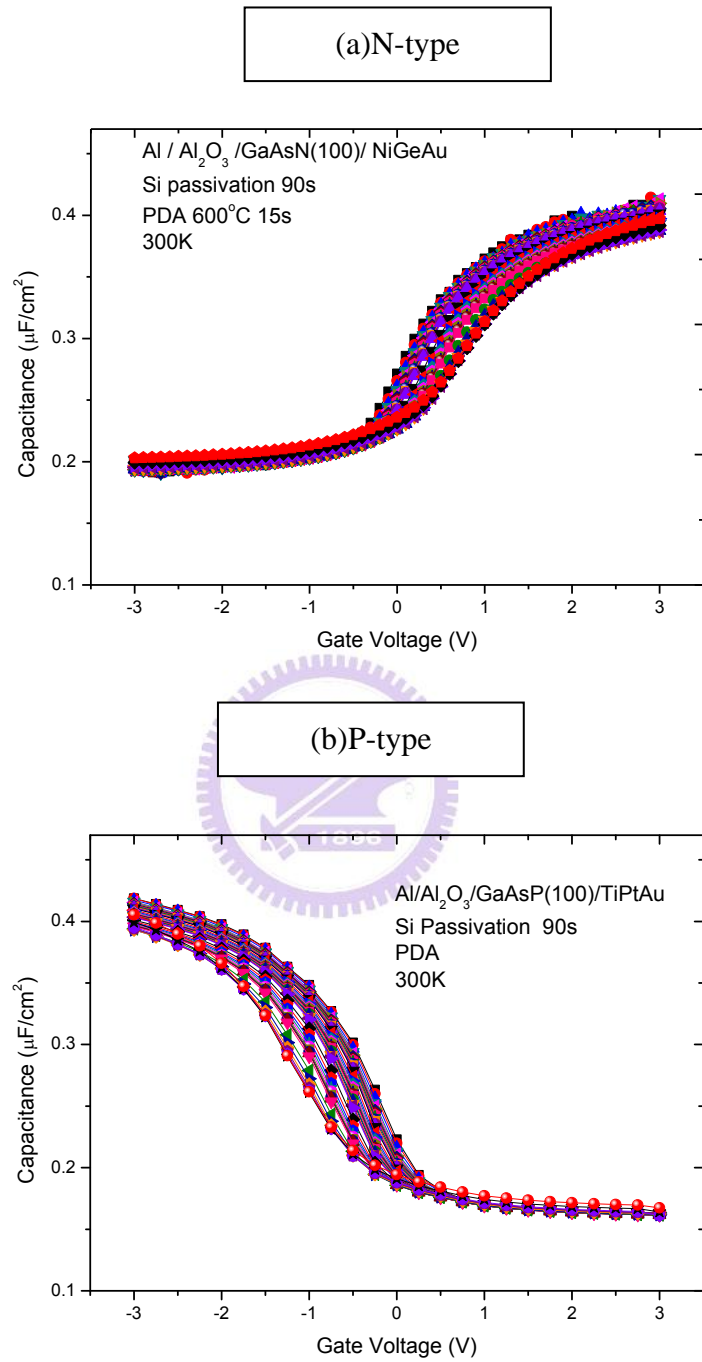 (a)N-type
Al / Al₂O₃ /GaAsN(100)/ NiGeAu
Si passivation 90s
PDA 600°C 15s
300K
0.4
0.3
0.2
0.1
Capacitance (μF/cm²)
-3 -2 -1 0 1 2 3
Gate Voltage (V)
(b)P-type
1896
Al/Al₂O₃/GaAsP(100)/TiPtAu
Si Passivation 90s
PDA
300K
0.4
0.3
0.2
0.1
Capacitance (μF/cm²)
-3 -2 -1 0 1 2 3
Gate Voltage (V)